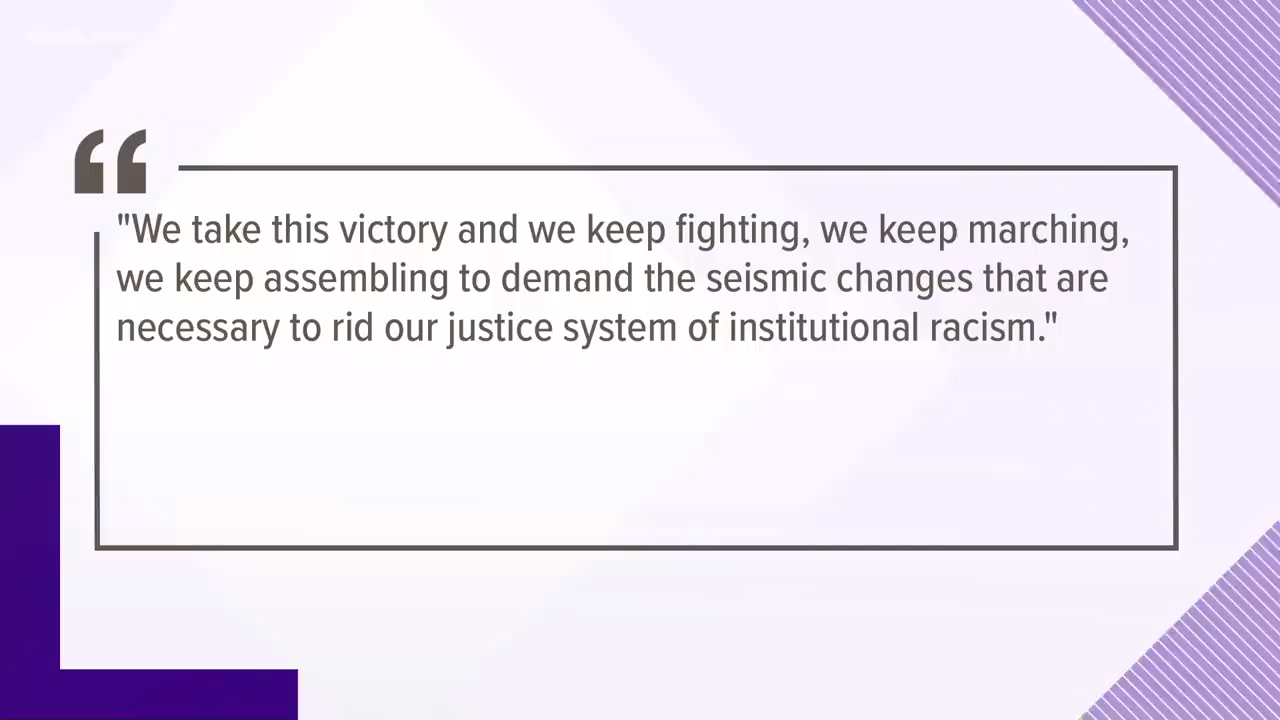 "We take this victory and we keep fighting, we keep marching,
we keep assembling to demand the seismic changes that are
necessary to rid our justice system of institutional racism."